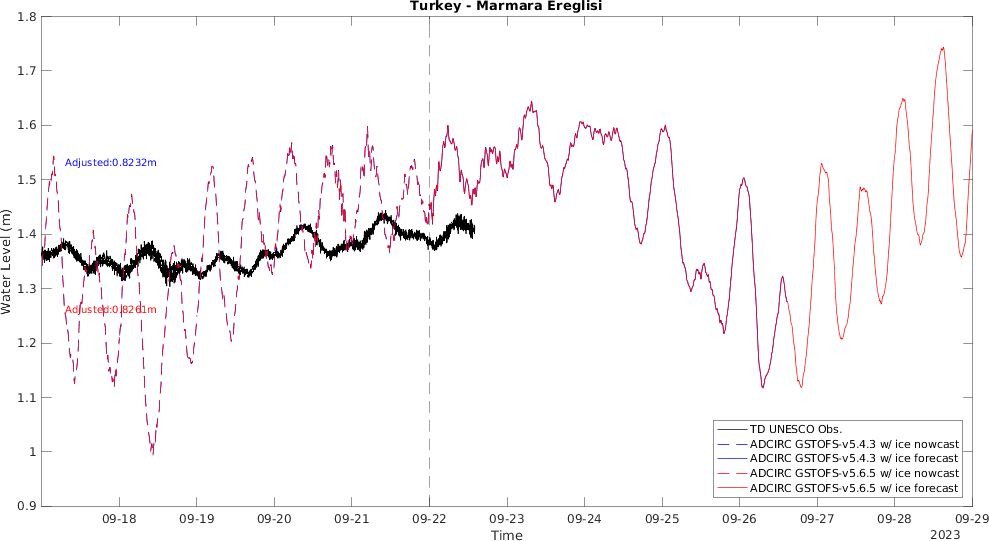 Turkey - Marmara Ereglisi
1.8
1.7
1.6
1.5
1.4
1.3
1.2
1.1
1
0.9
Water Level (m)
Adjusted:0.8232m
Adjusted:0.8261m
TD UNESCO Obs.
ADCIRC GSTOFS-v5.4.3 w/ ice nowcast
ADCIRC GSTOFS-v5.4.3 w/ ice forecast
ADCIRC GSTOFS-v5.6.5 w/ ice nowcast
ADCIRC GSTOFS-v5.6.5 w/ ice forecast
09-18 09-19 09-20 09-21 09-22 09-23 09-24 09-25 09-26 09-27 09-28 09-29
Time
2023